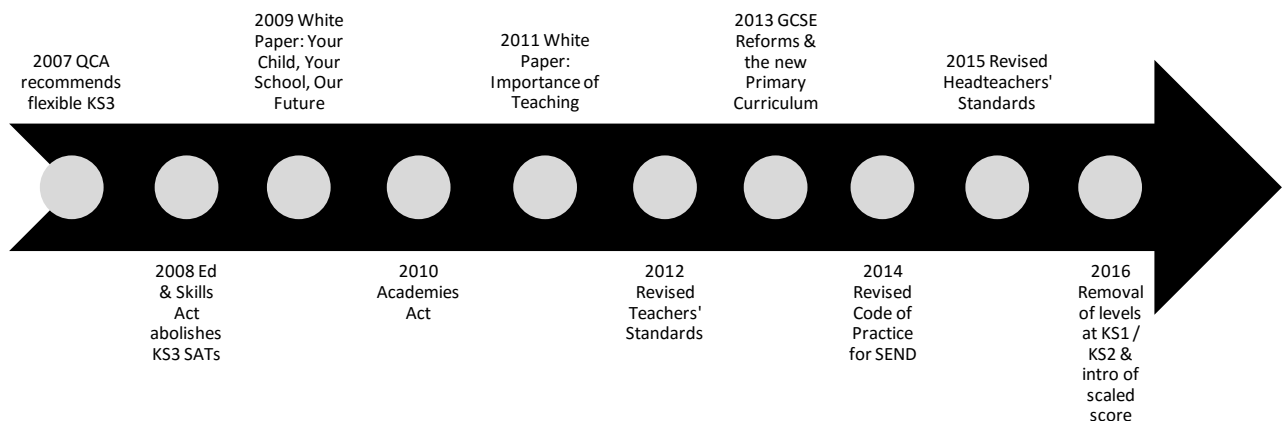 2007 QCA
recommends
flexible KS3
2008 Ed
& Skills
Act
abolishes
KS3 SATs
2009 White
Paper: Your
Child, Your
School, Our
Future
2010
Academies
Act
2011 White
Paper:
Importance of
Teaching
2012
Revised
Teachers'
Standards
2013 GCSE
Reforms &
the new
Primary
Curriculum
2014
Revised
Code of
Practice
for SEND
2015 Revised
Headteachers'
Standards
2016
Removal
of levels
at KS1 /
KS2 &
intro of
scaled
score